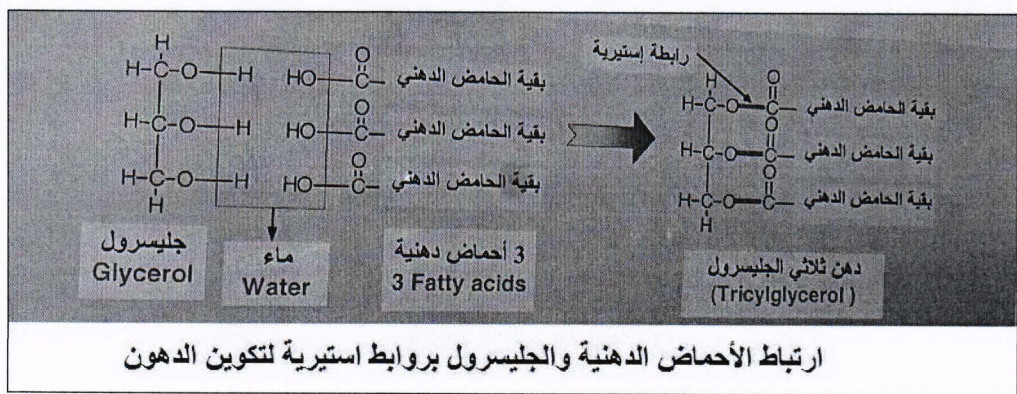 H
H-C-O-H
H-C-O-H
H-C-O-H
H
O
HO-C-
بقية الحامض الدهني
O
HO-C-
بقية الحامض الدهني
O
HO-C-
بقية الحامض الدهني
جليسرول
Glycerol
ماء
Water
3 أحماض دهنية
3 Fatty acids
رابطة إستيرية
H
O
H-C-O-C-
بقية الحامض الدهني
O
H-C-O-C-
بقية الحامض الدهني
O
H-C-O-C-
بقية الحامض الدهني
H
دهن ثلاثي الجليسرول
(Tricylglycerol )
ارتباط الأحماض الدهنية والجليسرول بروابط استيرية لتكوين الدهون